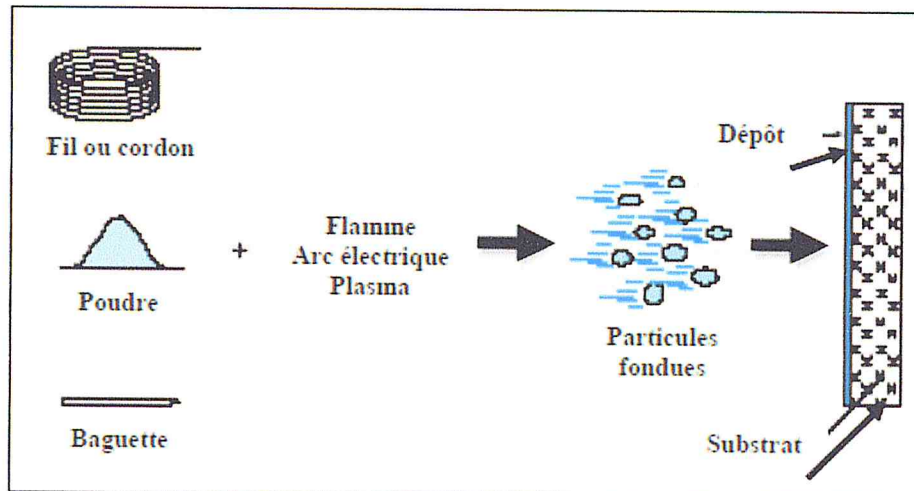 Fil ou cordon
Poudre
Baguette
+
Flamme
Arc électrique
Plasma
Particules
fondues
Dépôt
Substrat